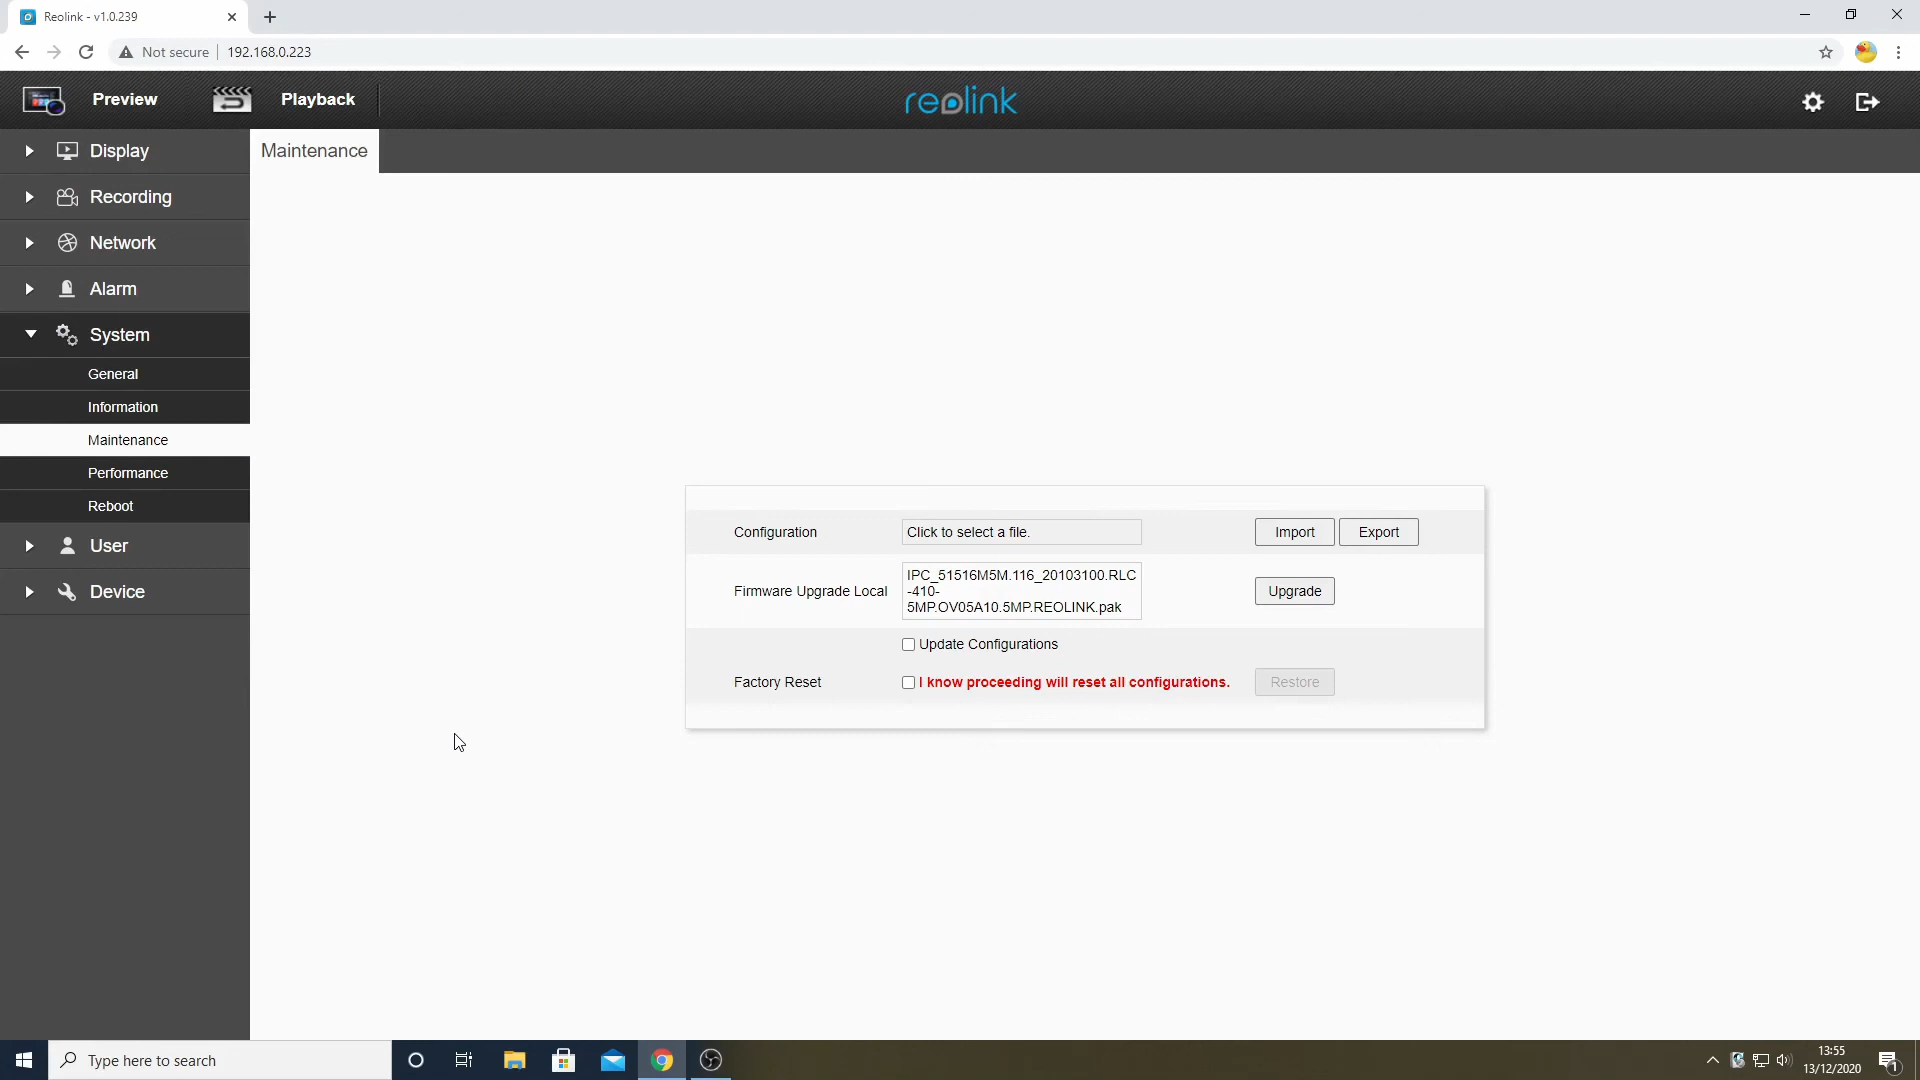 Reolink - v1.0.239
Not secure
192.168.0.223
Preview
Playback
reolink
Display
Recording
Network
Alarm
System
General
Information
Maintenance
Performance
Reboot
User
Device
Maintenance
Configuration
Click to select a file.
Import
Export
Firmware Upgrade Local
IPC_51516M5M.116_20103100.RLC
-410-
5MP.OV05A10.5MP.REOLINK.pak
Upgrade
Update Configurations
Factory Reset
I know proceeding will reset all configurations.
Restore
Type here to search
13:55
13/12/2020
1